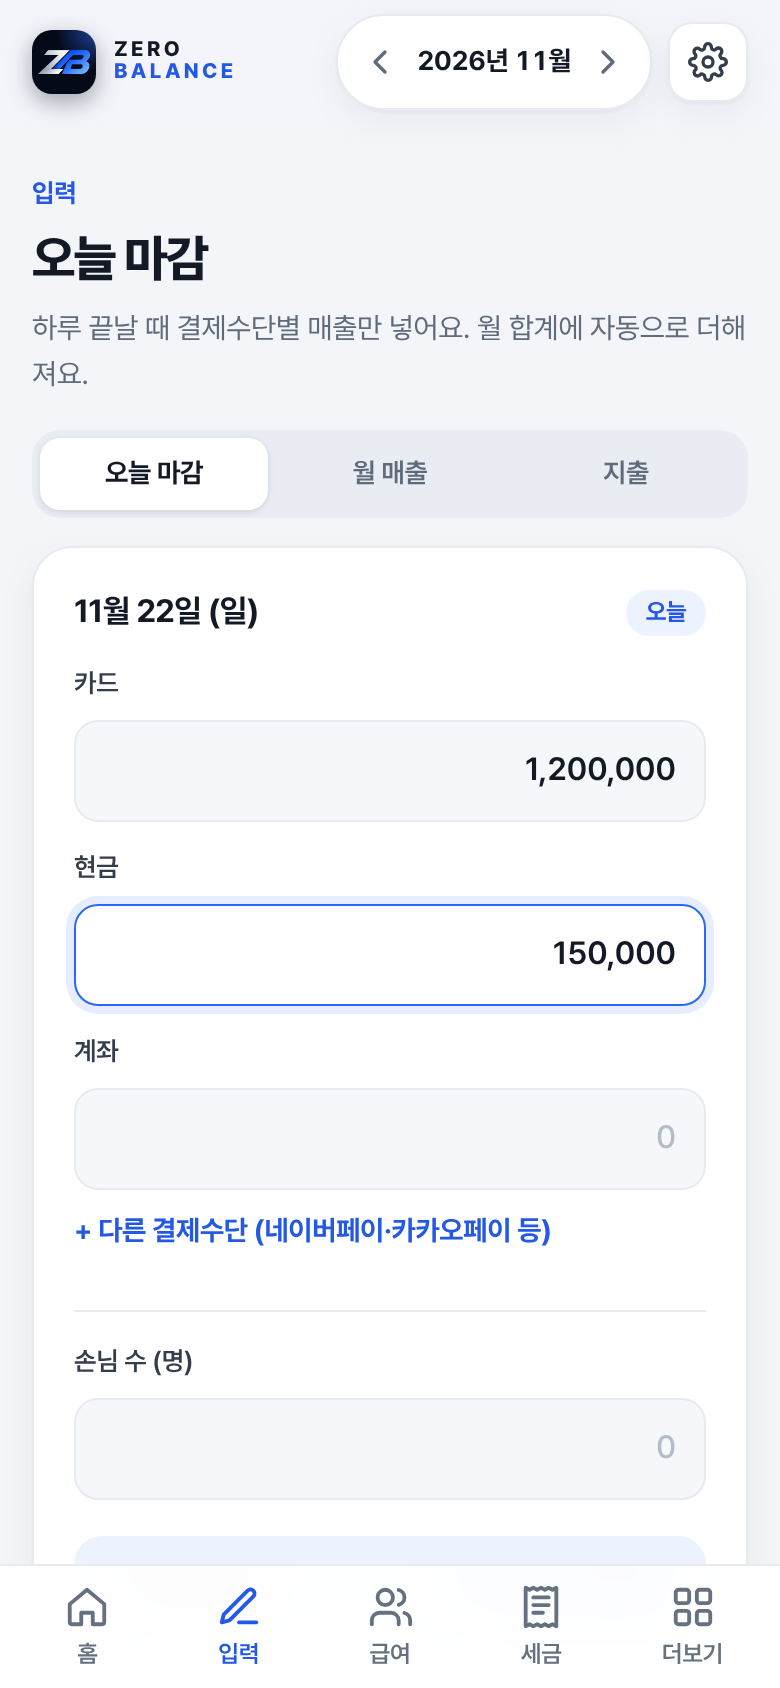 ZB
ZERO
BALANCE
2026년 11월
입력
오늘 마감
하루 끝날 때 결제수단별 매출만 넣어요. 월 합계에 자동으로 더해
져요.
오늘 마감
월 매출
지출
11월 22일 (일)
오늘
카드
1,200,000
현금
150,000
계좌
0
+ 다른 결제수단 (네이버페이·카카오페이 등)
손님 수 (명)
0
홈
입력
급여
세금
더보기